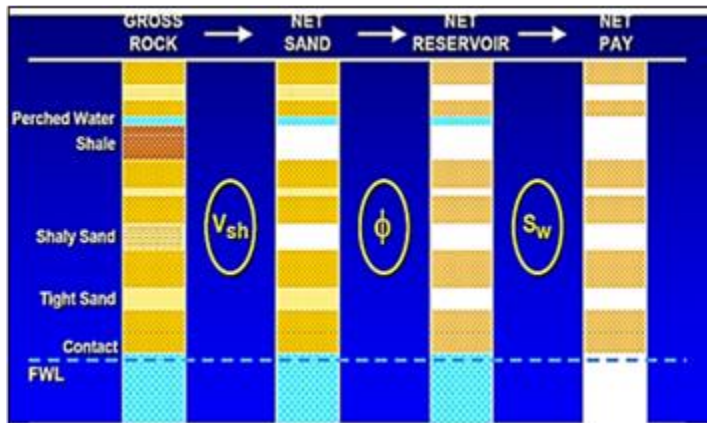 GROSS ROCK
NET SAND
NET RESERVOIR
NET PAY
Perched Water
Shale
Vsh
ϕ
Sw
Shaly Sand
Tight Sand
Contact
FWL